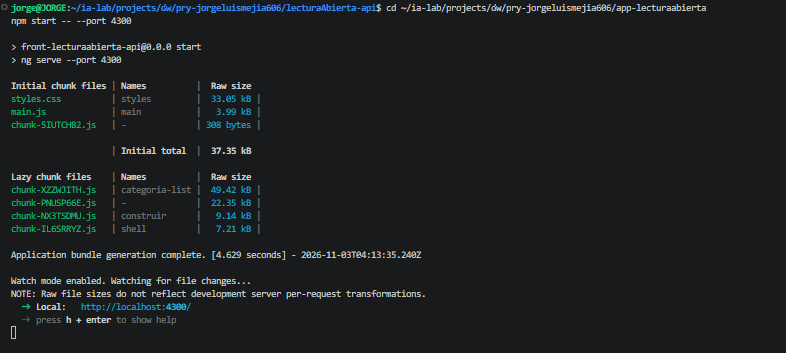 jorge@JORGE:~/ia-lab/projects/dw/pry-jorgeluismejia606/lecturaAbierta-api$ cd ~/ia-lab/projects/dw/pry-jorgeluismejia606/app-lecturaabierta
npm start -- --port 4300

> front-lecturaabierta-api@0.0.0 start
> ng serve --port 4300

Initial chunk files | Names         |  Raw size
styles.css          | styles        |  33.05 kB |
main.js             | main          |   3.99 kB |
chunk-5IUTCHB2.js   | -             | 308 bytes |

                    | Initial total |  37.35 kB

Lazy chunk files    | Names         |  Raw size
chunk-XZZWJITH.js   | categoria-list |  49.42 kB |
chunk-PNUSP66E.js   | -             |  22.35 kB |
chunk-NX3TSDMU.js   | construir     |   9.14 kB |
chunk-IL6SRRYZ.js   | shell         |   7.21 kB |

Application bundle generation complete. [4.629 seconds] - 2026-11-03T04:13:35.240Z

Watch mode enabled. Watching for file changes...
NOTE: Raw file sizes do not reflect development server per-request transformations.
  ➜  Local:   http://localhost:4300/
  ➜  press h + enter to show help